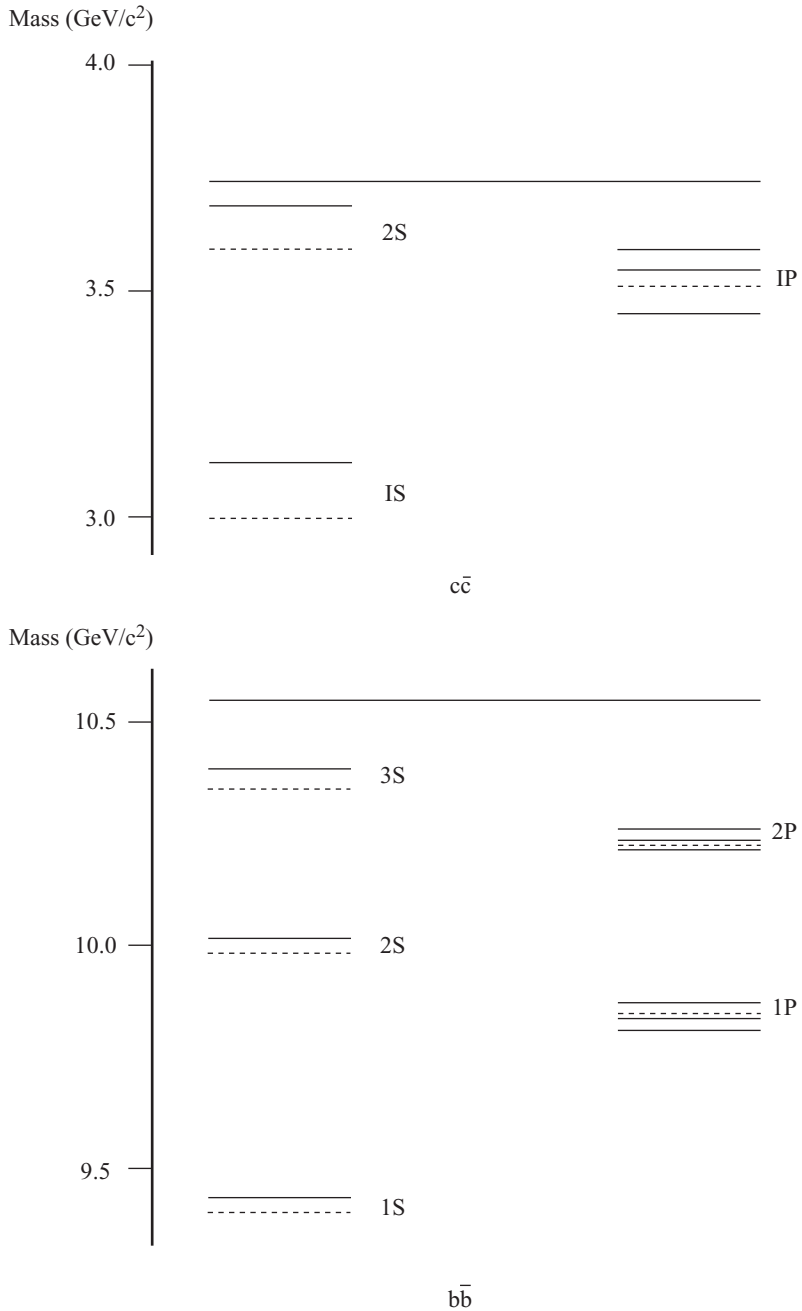 Mass (GeV/c²)
4.0
2S
3.5
IP
IS
3.0
cc̄
Mass (GeV/c²)
10.5
3S
2P
10.0
2S
1P
9.5
1S
bb̄